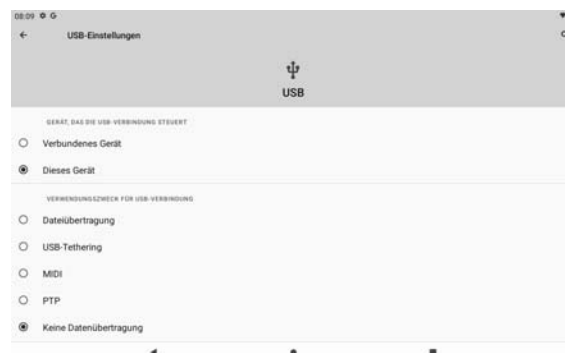 08:09 G
USB-Einstellungen
USB
GERÄT, DAS DIE USB-VERBINDUNG STEUERT
Verbundenes Gerät
Dieses Gerät
VERWENDUNGSZWECK FÜR USB-VERBINDUNG
Dateiübertragung
USB-Tethering
MIDI
PTP
Keine Datenübertragung